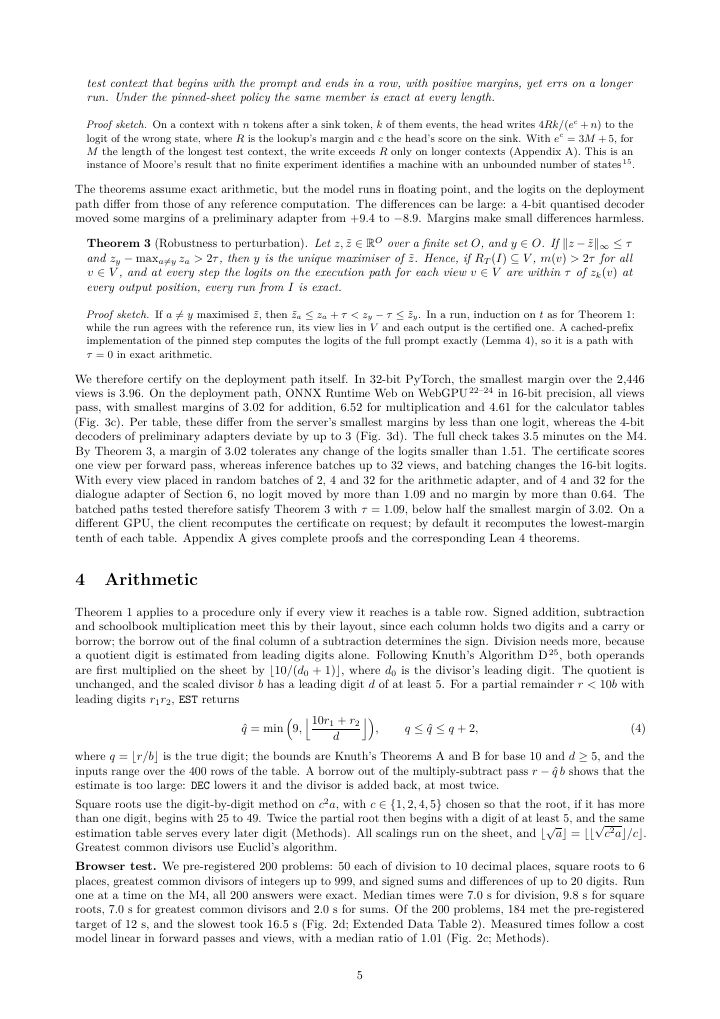 test context that begins with the prompt and ends in a row, with positive margins, yet errs on a longer
run. Under the pinned-sheet policy the same member is exact at every length.
Proof sketch. On a context with n tokens after a sink token, k of them events, the head writes 4Rk/(eᶜ + n) to the
logit of the wrong state, where R is the lookup's margin and c the head's score on the sink. With eᶜ = 3M + 5, for
M the length of the longest test context, the write exceeds R only on longer contexts (Appendix A). This is an
instance of Moore's result that no finite experiment identifies a machine with an unbounded number of states¹⁵.
The theorems assume exact arithmetic, but the model runs in floating point, and the logits on the deployment
path differ from those of any reference computation. The differences can be large: a 4-bit quantised decoder
moved some margins of a preliminary adapter from +9.4 to −8.9. Margins make small differences harmless.
Theorem 3 (Robustness to perturbation). Let z, z̃ ∈ ℝᴼ over a finite set O, and y ∈ O. If ‖z − z̃‖∞ ≤ τ
and z_y − max_{a≠y} z_a > 2τ, then y is the unique maximiser of z̃. Hence, if R_T(I) ⊆ V, m(v) > 2τ for all
v ∈ V, and at every step the logits on the execution path for each view v ∈ V are within τ of z_k(v) at
every output position, every run from I is exact.
Proof sketch. If a ≠ y maximised z̃, then z̃_a ≤ z_a + τ < z_y − τ ≤ z̃_y. In a run, induction on t as for Theorem 1:
while the run agrees with the reference run, its view lies in V and each output is the certified one. A cached-prefix
implementation of the pinned step computes the logits of the full prompt exactly (Lemma 4), so it is a path with
τ = 0 in exact arithmetic.
We therefore certify on the deployment path itself. In 32-bit PyTorch, the smallest margin over the 2,446
views is 3.96. On the deployment path, ONNX Runtime Web on WebGPU²²⁻²⁴ in 16-bit precision, all views
pass, with smallest margins of 3.02 for addition, 6.52 for multiplication and 4.61 for the calculator tables
(Fig. 3c). Per table, these differ from the server's smallest margins by less than one logit, whereas the 4-bit
decoders of preliminary adapters deviate by up to 3 (Fig. 3d). The full check takes 3.5 minutes on the M4.
By Theorem 3, a margin of 3.02 tolerates any change of the logits smaller than 1.51. The certificate scores
one view per forward pass, whereas inference batches up to 32 views, and batching changes the 16-bit logits.
With every view placed in random batches of 2, 4 and 32 for the arithmetic adapter, and of 4 and 32 for the
dialogue adapter of Section 6, no logit moved by more than 1.09 and no margin by more than 0.64. The
batched paths tested therefore satisfy Theorem 3 with τ = 1.09, below half the smallest margin of 3.02. On a
different GPU, the client recomputes the certificate on request; by default it recomputes the lowest-margin
tenth of each table. Appendix A gives complete proofs and the corresponding Lean 4 theorems.
4 Arithmetic
Theorem 1 applies to a procedure only if every view it reaches is a table row. Signed addition, subtraction
and schoolbook multiplication meet this by their layout, since each column holds two digits and a carry or
borrow; the borrow out of the final column of a subtraction determines the sign. Division needs more, because
a quotient digit is estimated from leading digits alone. Following Knuth's Algorithm D²⁵, both operands
are first multiplied on the sheet by ⌊10/(d₀ + 1)⌋, where d₀ is the divisor's leading digit. The quotient is
unchanged, and the scaled divisor b has a leading digit d of at least 5. For a partial remainder r < 10b with
leading digits r₁r₂, EST returns
q̂ = min(9, ⌊(10r₁ + r₂)/d⌋), q ≤ q̂ ≤ q + 2, (4)
where q = ⌊r/b⌋ is the true digit; the bounds are Knuth's Theorems A and B for base 10 and d ≥ 5, and the
inputs range over the 400 rows of the table. A borrow out of the multiply-subtract pass r − q̂ b shows that the
estimate is too large: DEC lowers it and the divisor is added back, at most twice.
Square roots use the digit-by-digit method on c²a, with c ∈ {1, 2, 4, 5} chosen so that the root, if it has more
than one digit, begins with 25 to 49. Twice the partial root then begins with a digit of at least 5, and the same
estimation table serves every later digit (Methods). All scalings run on the sheet, and ⌊√a⌋ = ⌊⌊√c²a⌋/c⌋.
Greatest common divisors use Euclid's algorithm.
Browser test. We pre-registered 200 problems: 50 each of division to 10 decimal places, square roots to 6
places, greatest common divisors of integers up to 999, and signed sums and differences of up to 20 digits. Run
one at a time on the M4, all 200 answers were exact. Median times were 7.0 s for division, 9.8 s for square
roots, 7.0 s for greatest common divisors and 2.0 s for sums. Of the 200 problems, 184 met the pre-registered
target of 12 s, and the slowest took 16.5 s (Fig. 2d; Extended Data Table 2). Measured times follow a cost
model linear in forward passes and views, with a median ratio of 1.01 (Fig. 2c; Methods).
5